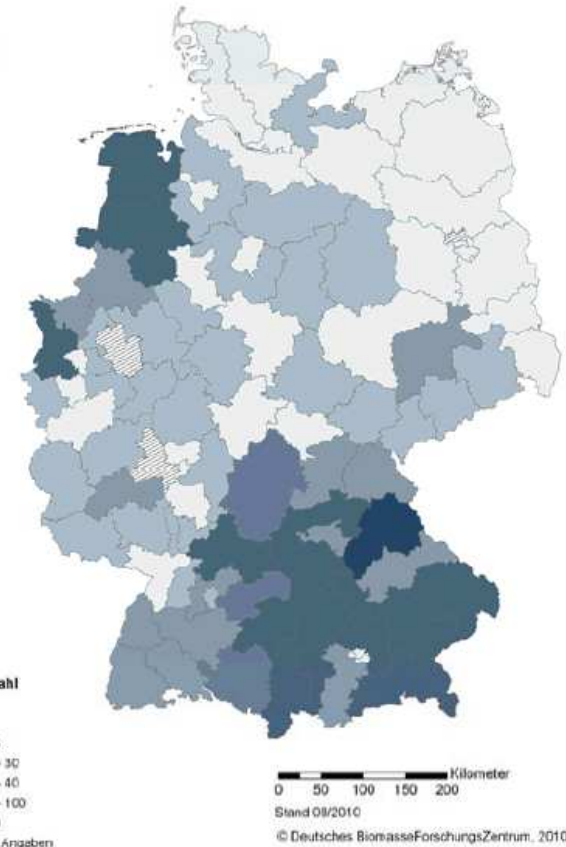 ahl
- 30
- 40
- 100
Angaben
Kilometer
0 50 100 150 200
Stand 08/2010
© Deutsches BiomasseForschungsZentrum, 2010